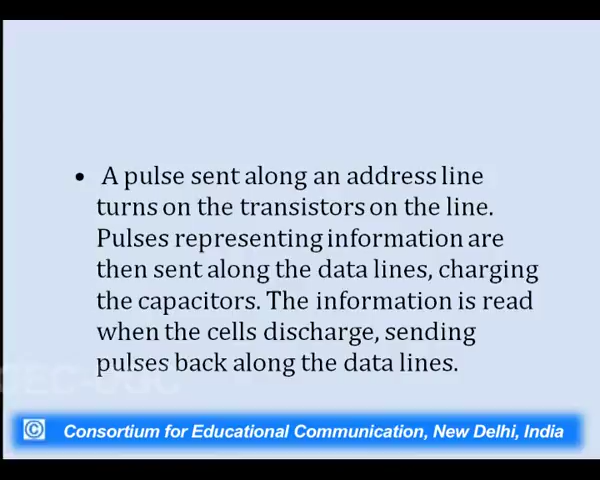 • A pulse sent along an address line
turns on the transistors on the line.
Pulses representing information are
then sent along the data lines, charging
the capacitors. The information is read
when the cells discharge, sending
pulses back along the data lines.
CEC-UGC
© Consortium for Educational Communication, New Delhi, India